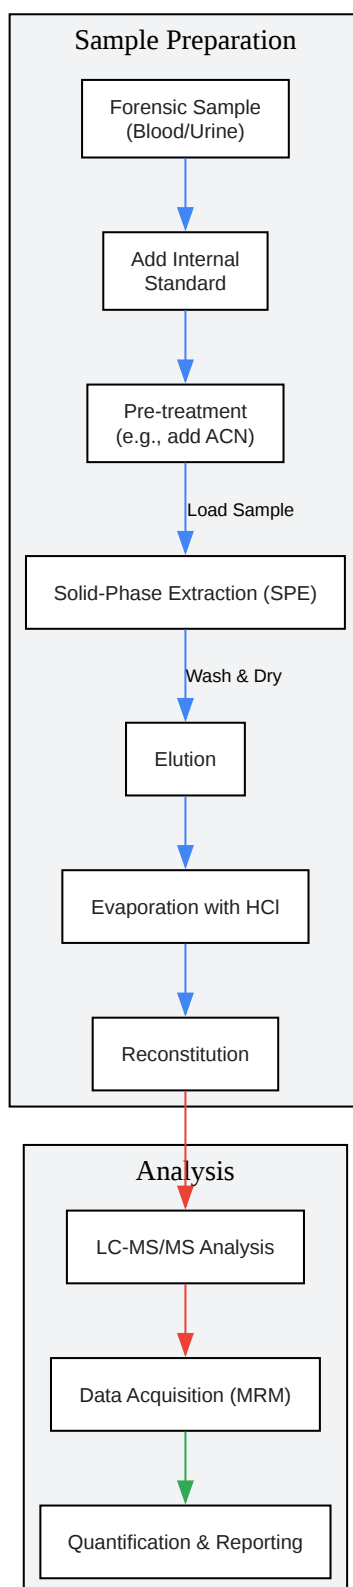 Sample Preparation
Forensic Sample
(Blood/Urine)
Add Internal
Standard
Pre-treatment
(e.g., add ACN)
Load Sample
Solid-Phase Extraction (SPE)
Wash & Dry
Elution
Evaporation with HCl
Reconstitution
Analysis
LC-MS/MS Analysis
Data Acquisition (MRM)
Quantification & Reporting